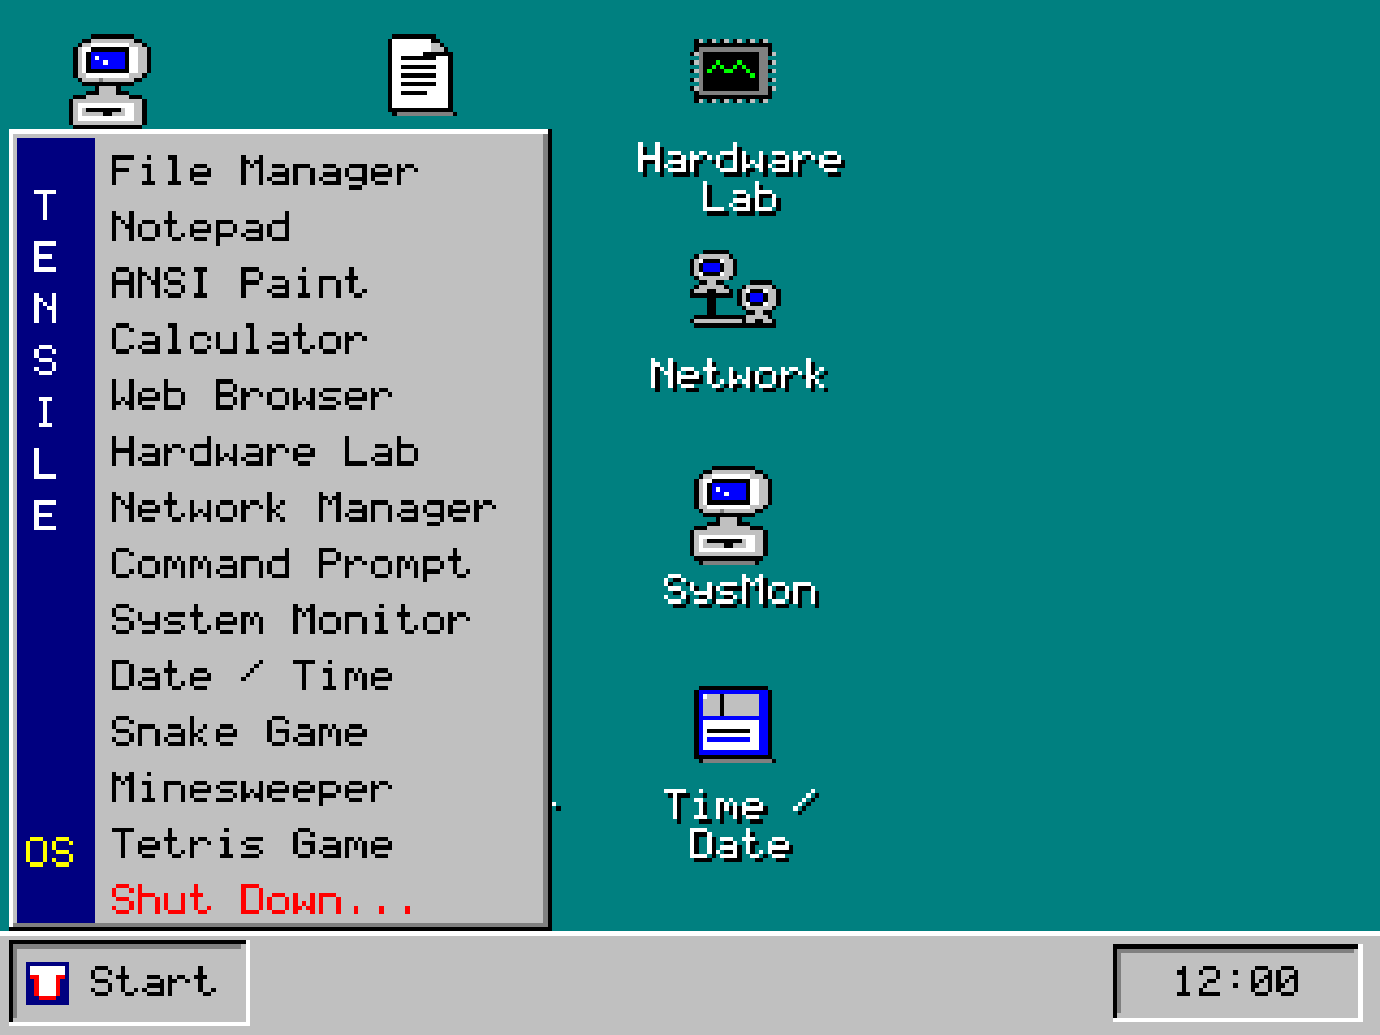 Hardware
Lab
Network
SysMon
Time /
Date
TENSILE
OS
File Manager
Notepad
ANSI Paint
Calculator
Web Browser
Hardware Lab
Network Manager
Command Prompt
System Monitor
Date / Time
Snake Game
Minesweeper
Tetris Game
Shut Down...
Start
12:00